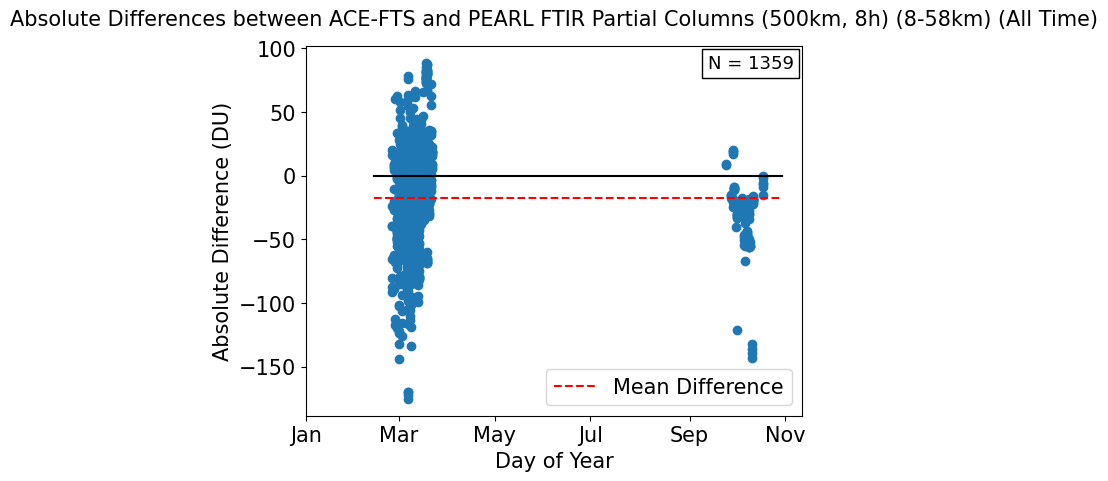 Absolute Differences between ACE-FTS and PEARL FTIR Partial Columns (500km, 8h) (8-58km) (All Time)
N = 1359
Absolute Difference (DU)
100
50
0
−50
−100
−150
Mean Difference
Jan Mar May Jul Sep Nov
Day of Year